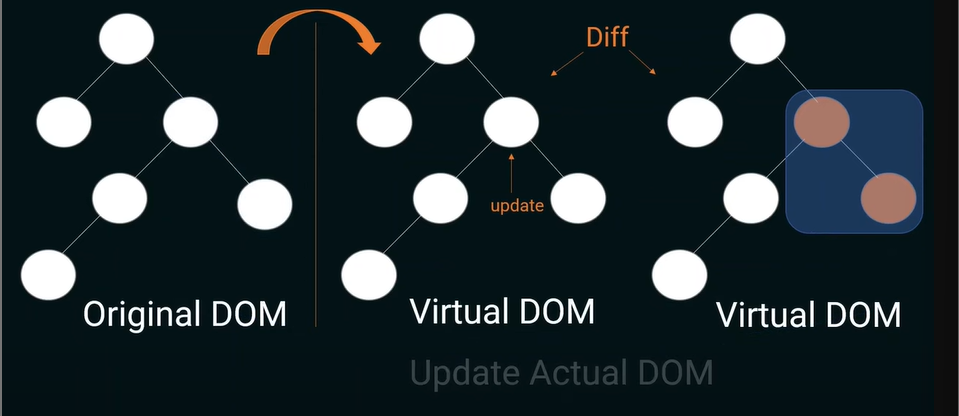 Diff
update
Original DOM
Virtual DOM
Virtual DOM
Update Actual DOM